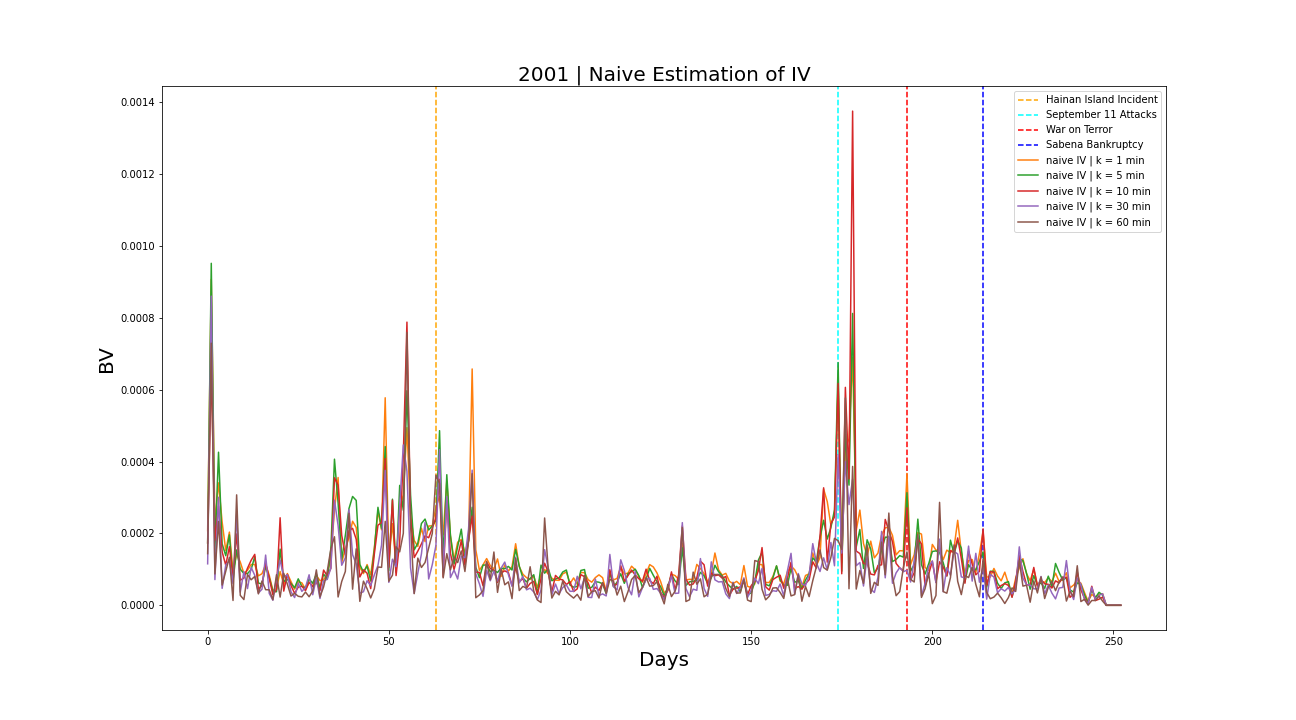 2001 | Naive Estimation of IV
BV
0.0014
0.0012
0.0010
0.0008
0.0006
0.0004
0.0002
0.0000
Hainan Island Incident
September 11 Attacks
War on Terror
Sabena Bankruptcy
naive IV | k = 1 min
naive IV | k = 5 min
naive IV | k = 10 min
naive IV | k = 30 min
naive IV | k = 60 min
0 50 100 150 200 250
Days